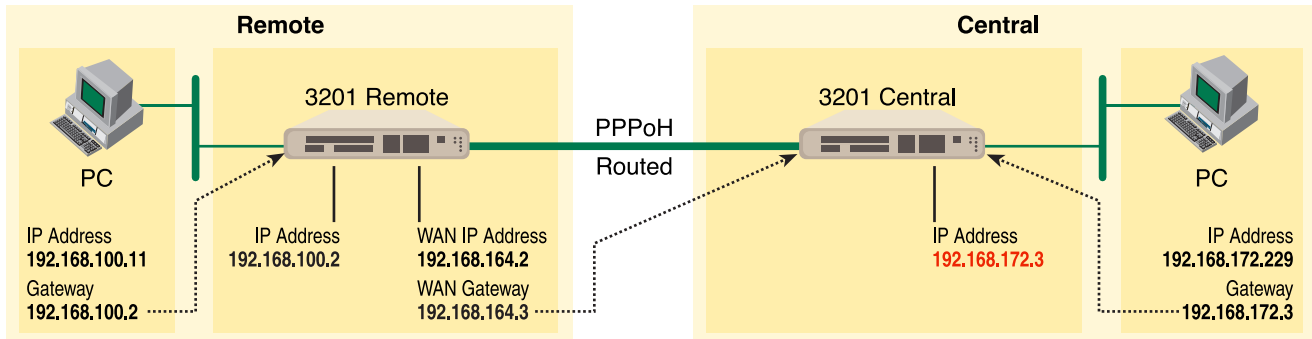 Remote
Central
3201 Remote
3201 Central
PPPoH
Routed
PC
PC
IP Address
192.168.100.11
Gateway
192.168.100.2
IP Address
192.168.100.2
WAN IP Address
192.168.164.2
WAN Gateway
192.168.164.3
IP Address
192.168.172.3
IP Address
192.168.172.229
Gateway
192.168.172.3